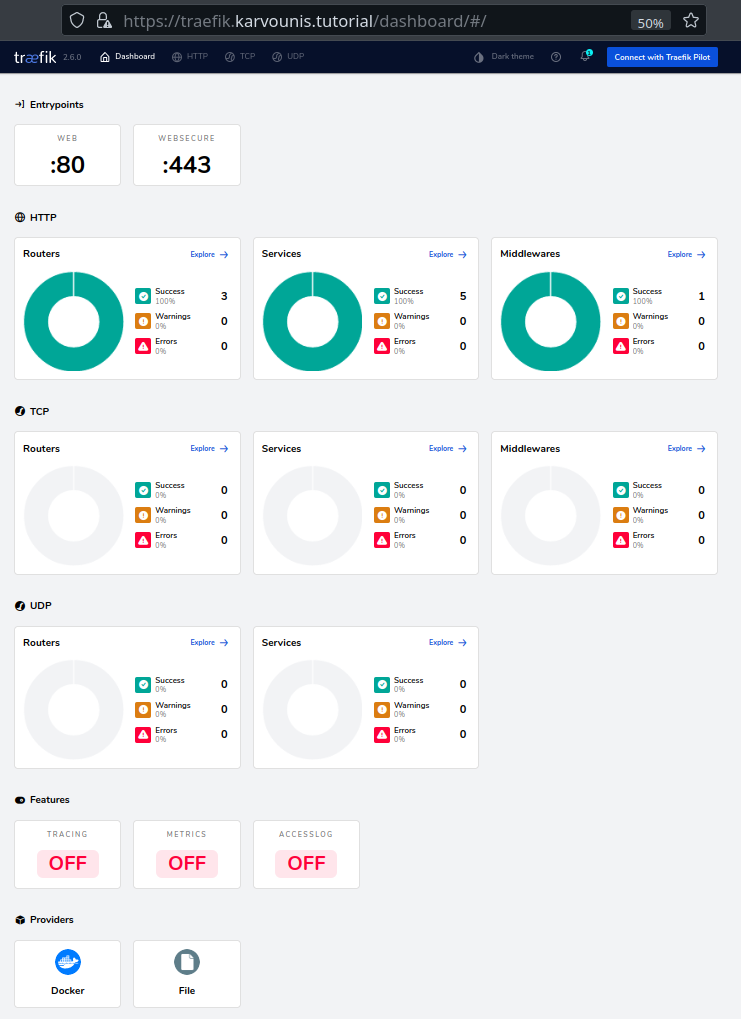 https://traefik.karvounis.tutorial/dashboard/#/ 50%
træfik 2.6.0 Dashboard HTTP TCP UDP Dark theme 1 Connect with Traefik Pilot
Entrypoints
WEB WEBSECURE
:80 :443
HTTP
Routers Explore Services Explore Middlewares Explore
Success 3 Success 5 Success 1
100% 100% 100%
Warnings 0 Warnings 0 Warnings 0
0% 0% 0%
Errors 0 Errors 0 Errors 0
0% 0% 0%
TCP
Routers Explore Services Explore Middlewares Explore
Success 0 Success 0 Success 0
0% 0% 0%
Warnings 0 Warnings 0 Warnings 0
0% 0% 0%
Errors 0 Errors 0 Errors 0
0% 0% 0%
UDP
Routers Explore Services Explore
Success 0 Success 0
0% 0%
Warnings 0 Warnings 0
0% 0%
Errors 0 Errors 0
0% 0%
Features
TRACING METRICS ACCESSLOG
OFF OFF OFF
Providers
Docker File